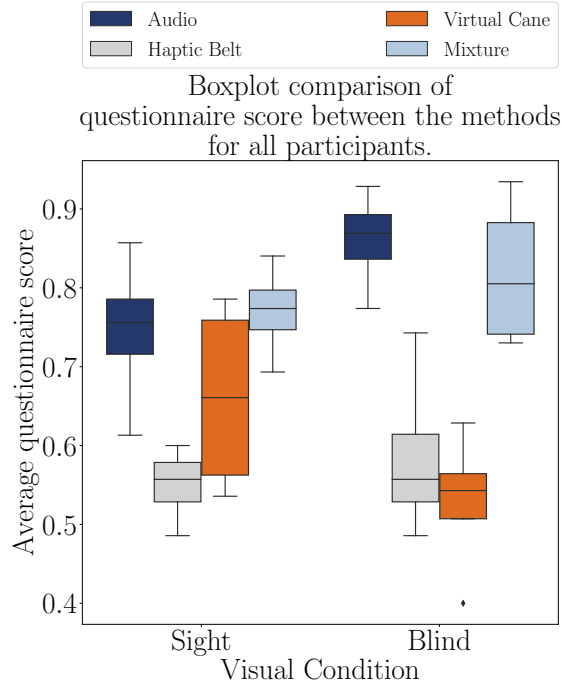 Audio
Haptic Belt
Virtual Cane
Mixture
Boxplot comparison of
questionnaire score between the methods
for all participants.
Average questionnaire score
0.9
0.8
0.7
0.6
0.5
0.4
Sight
Blind
Visual Condition